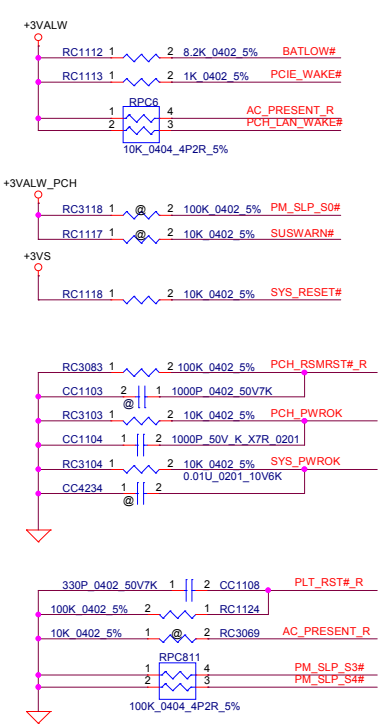 +3VALW
RC1112 1 2 8.2K_0402_5% BATLOW#
RC1113 1 2 1K_0402_5% PCIE_WAKE#
RPC6
1 4 AC_PRESENT_R
2 3 PCH_LAN_WAKE#
10K_0404_4P2R_5%
+3VALW_PCH
RC3118 1 @ 2 100K_0402_5% PM_SLP_S0#
RC1117 1 @ 2 10K_0402_5% SUSWARN#
+3VS
RC1118 1 2 10K_0402_5% SYS_RESET#
RC3083 1 2 100K_0402_5% PCH_RSMRST#_R
CC1103 2 1 1000P_0402_50V7K
@
RC3103 1 2 10K_0402_5% PCH_PWROK
CC1104 1 2 1000P_50V_K_X7R_0201
RC3104 1 2 10K_0402_5% SYS_PWROK
0.01U_0201_10V6K
CC4234 1 2
@
330P_0402_50V7K 1 2 CC1108 PLT_RST#_R
100K_0402_5% 2 1 RC1124
10K_0402_5% 1 @ 2 RC3069 AC_PRESENT_R
RPC811
1 4 PM_SLP_S3#
2 3 PM_SLP_S4#
100K_0404_4P2R_5%